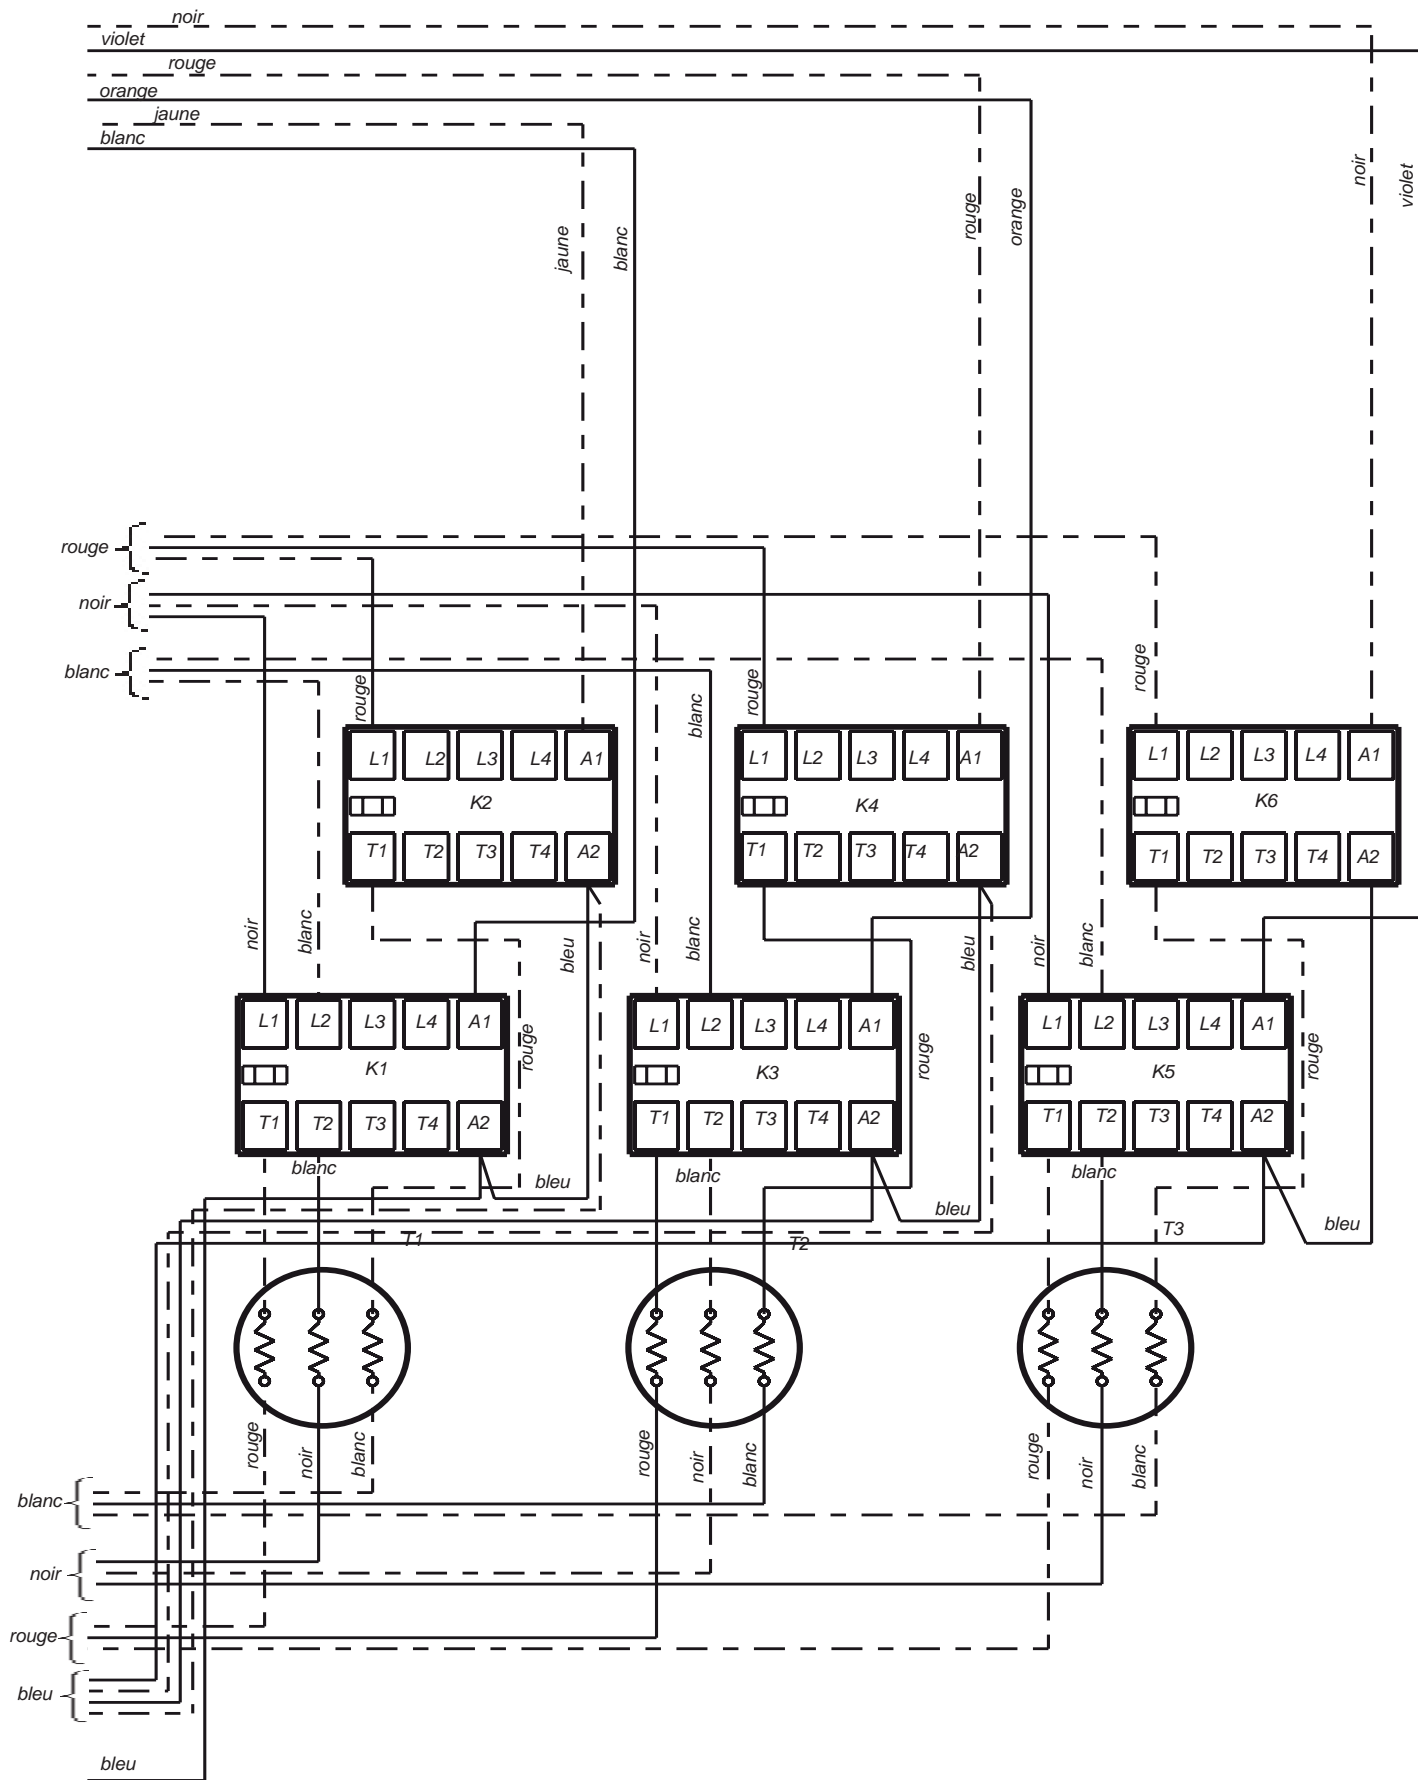 noir
violet
rouge
orange
jaune
blanc
noir
violet
rouge
orange
jaune
blanc
rouge
noir
blanc
rouge
blanc
rouge
rouge
L1 L2 L3 L4 A1
K2
T1 T2 T3 T4 A2
L1 L2 L3 L4 A1
K4
T1 T2 T3 T4 A2
L1 L2 L3 L4 A1
K6
T1 T2 T3 T4 A2
noir
blanc
bleu
noir
blanc
bleu
noir
blanc
L1 L2 L3 L4 A1
K1
T1 T2 T3 T4 A2
rouge
L1 L2 L3 L4 A1
K3
T1 T2 T3 T4 A2
rouge
L1 L2 L3 L4 A1
K5
T1 T2 T3 T4 A2
rouge
blanc
bleu
blanc
bleu
blanc
bleu
T1
T2
T3
rouge
noir
blanc
rouge
noir
blanc
rouge
noir
blanc
blanc
noir
rouge
bleu
bleu